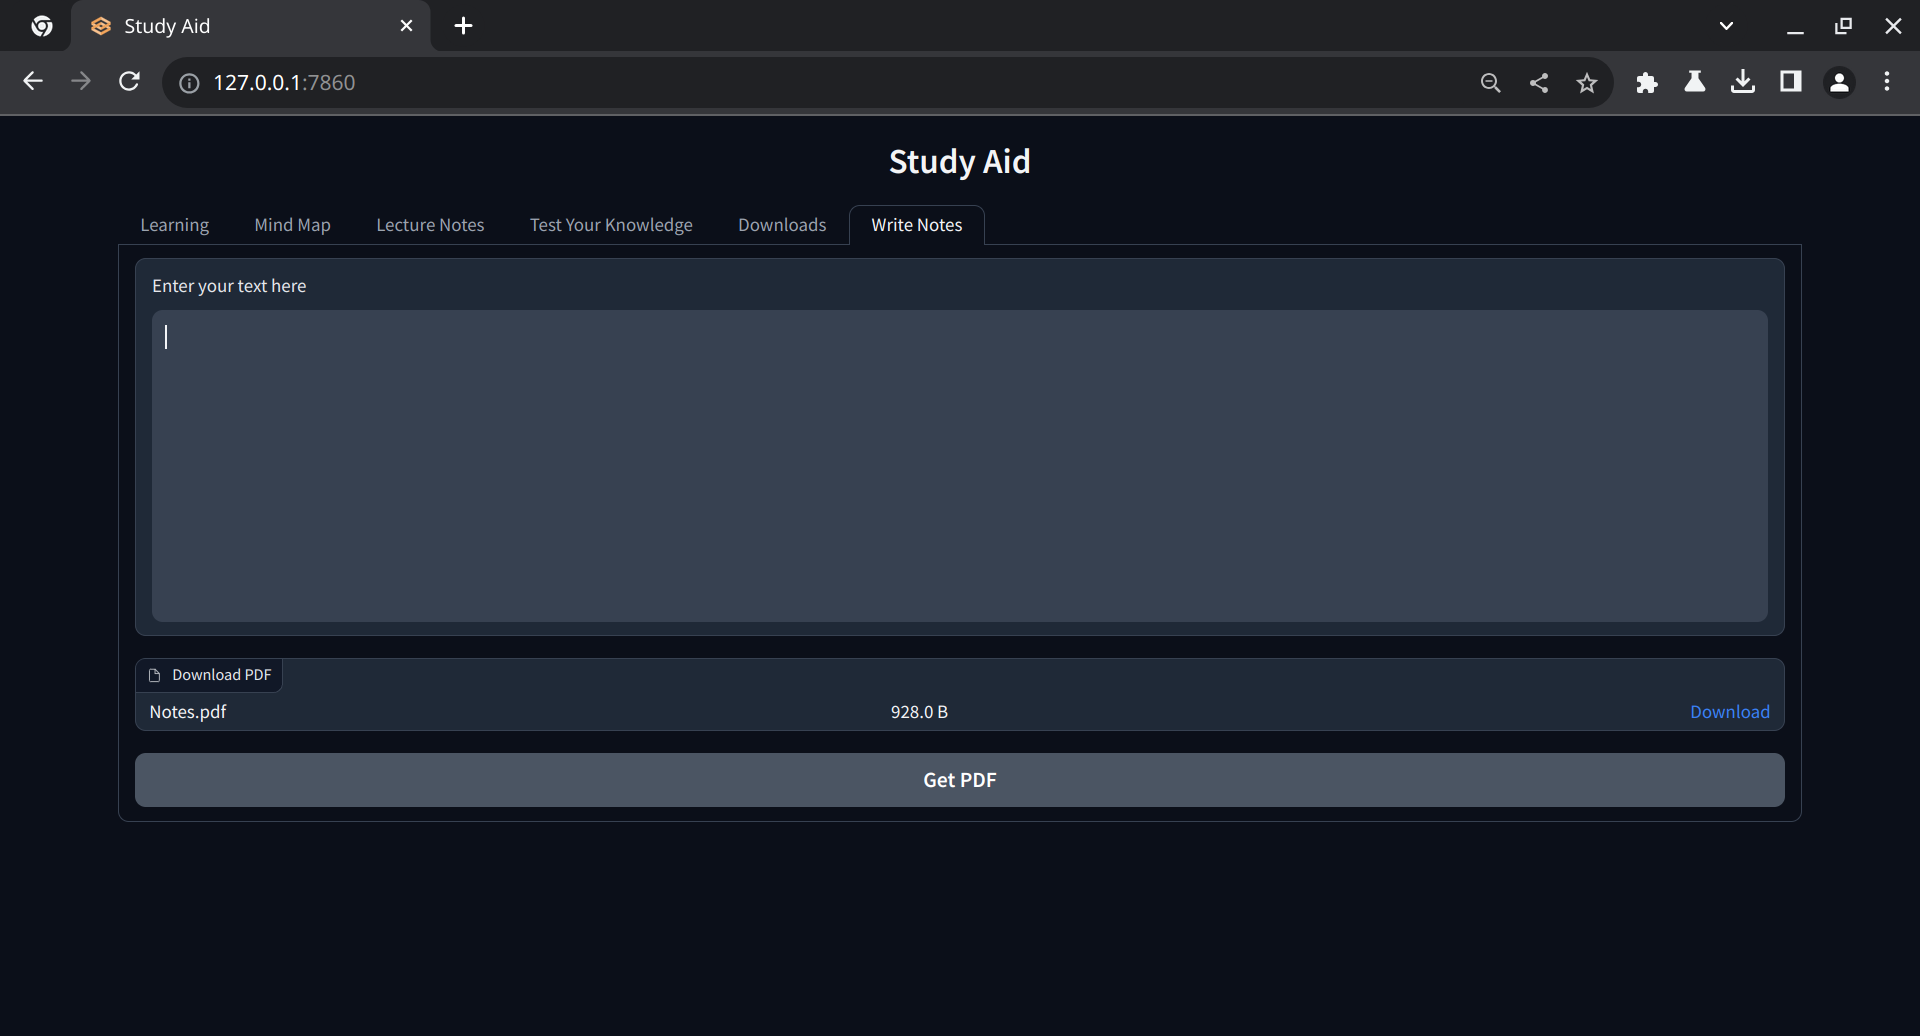 Study Aid
127.0.0.1:7860
Study Aid
Learning Mind Map Lecture Notes Test Your Knowledge Downloads Write Notes
Enter your text here
Download PDF
Notes.pdf 928.0 B Download
Get PDF